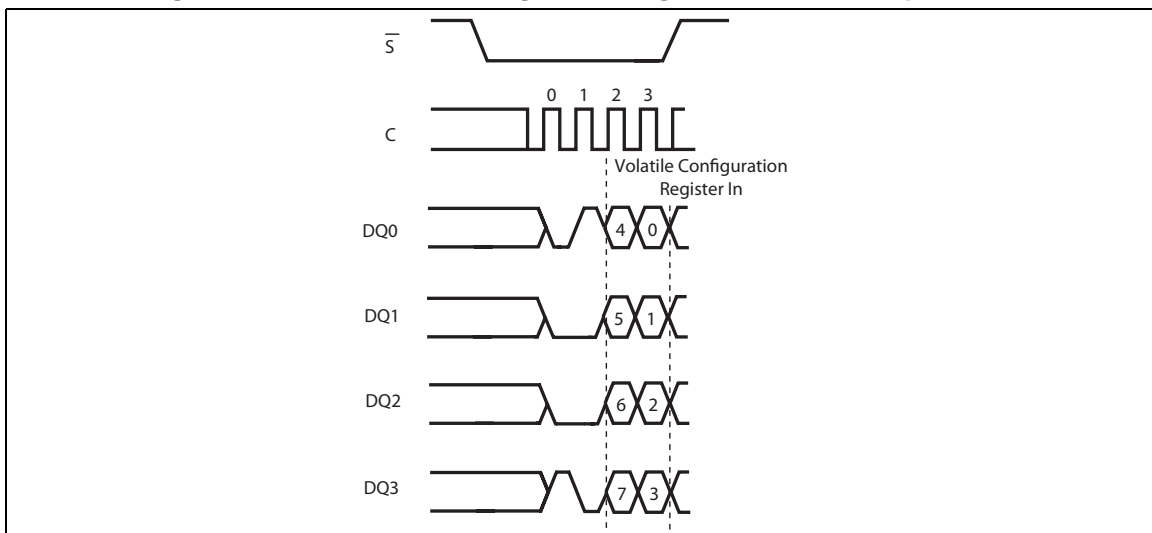 S
0 1 2 3
C
Volatile Configuration
Register In
DQ0 4 0
DQ1 5 1
DQ2 6 2
DQ3 7 3